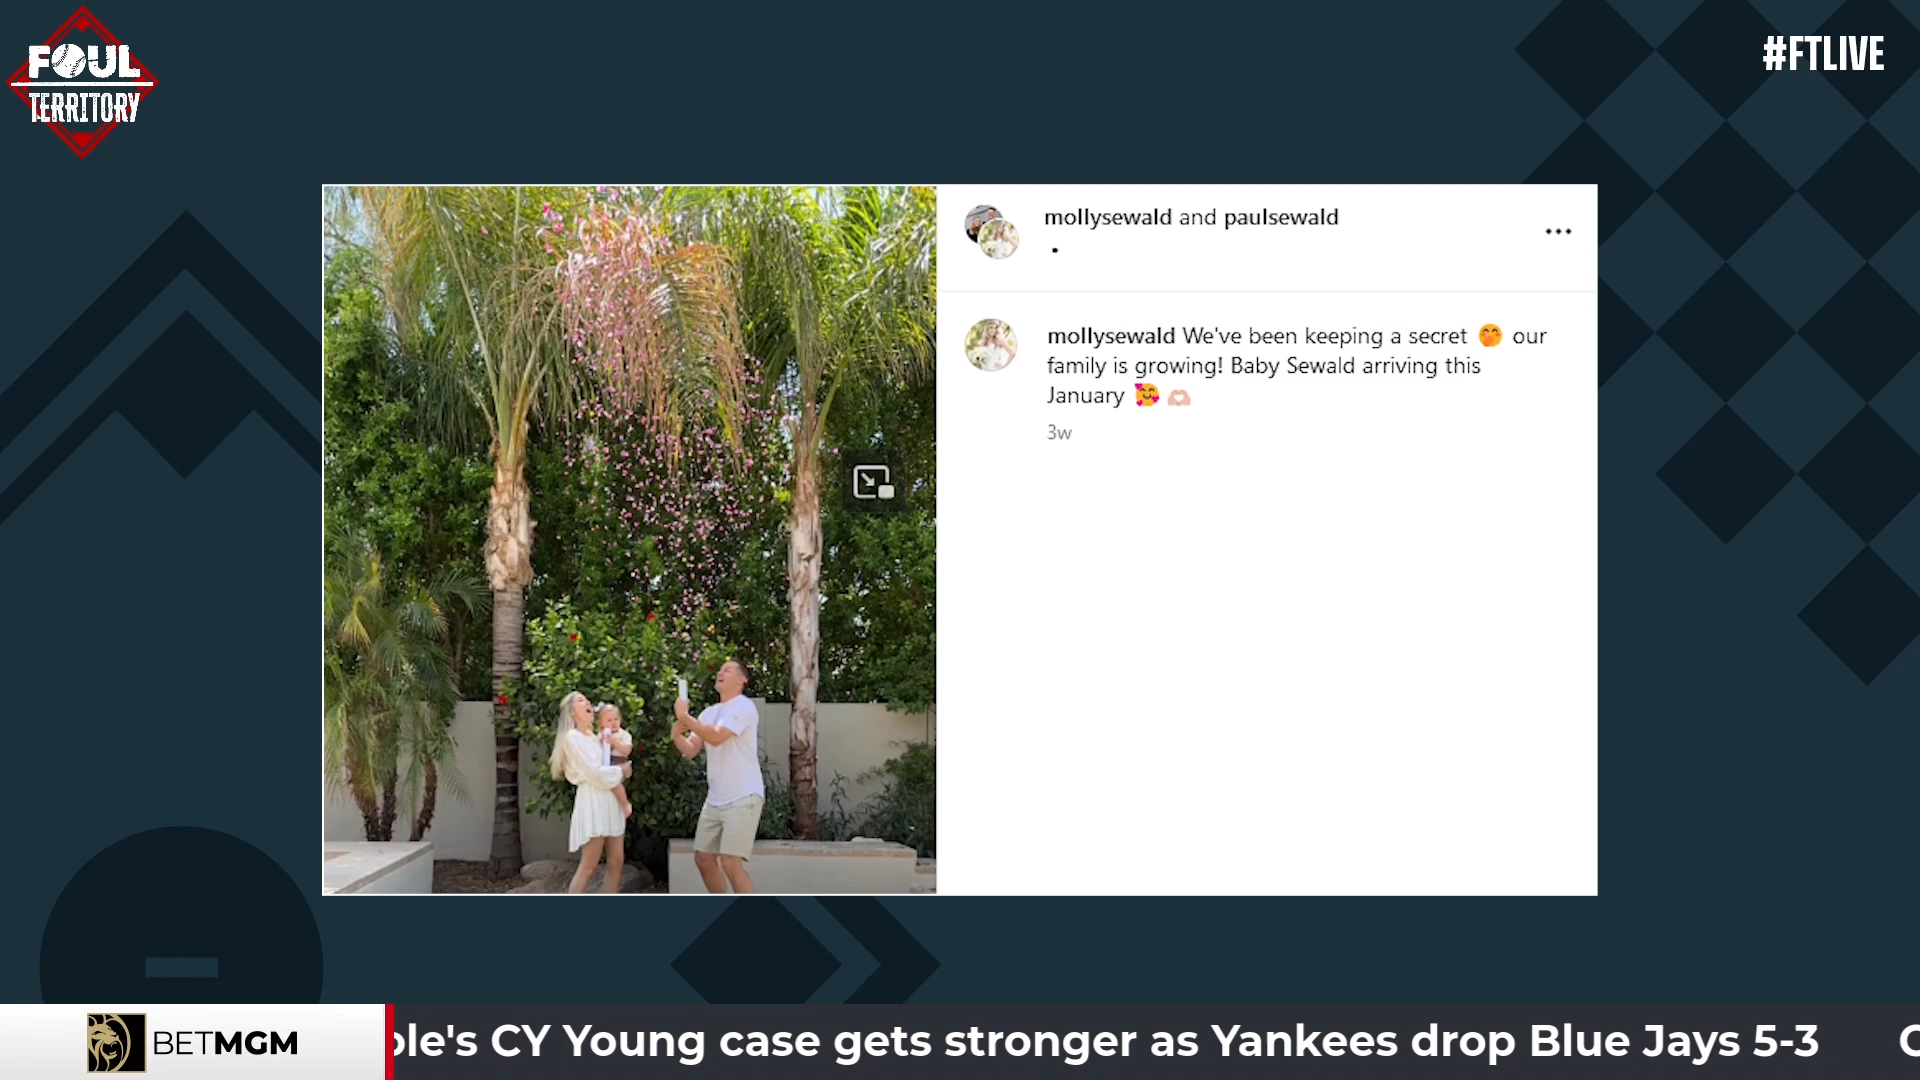 FOUL
TERRITORY
#FTLIVE
mollysewald and paulsewald
mollysewald We've been keeping a secret 🤭 our
family is growing! Baby Sewald arriving this
January 🥰 🫶🏻
3w
BETMGM
ole's CY Young case gets stronger as Yankees drop Blue Jays 5-3